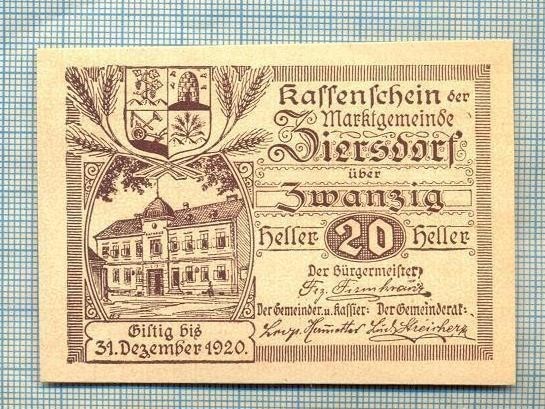 Kassenschein der
Marktgemeinde
Ziersdorf
über
Zwanzig
Heller 20 Heller
Der Bürgermeister
Der Gemeinder. u. Kassier: Der Gemeinderat:
Giltig bis
31. Dezember 1920.